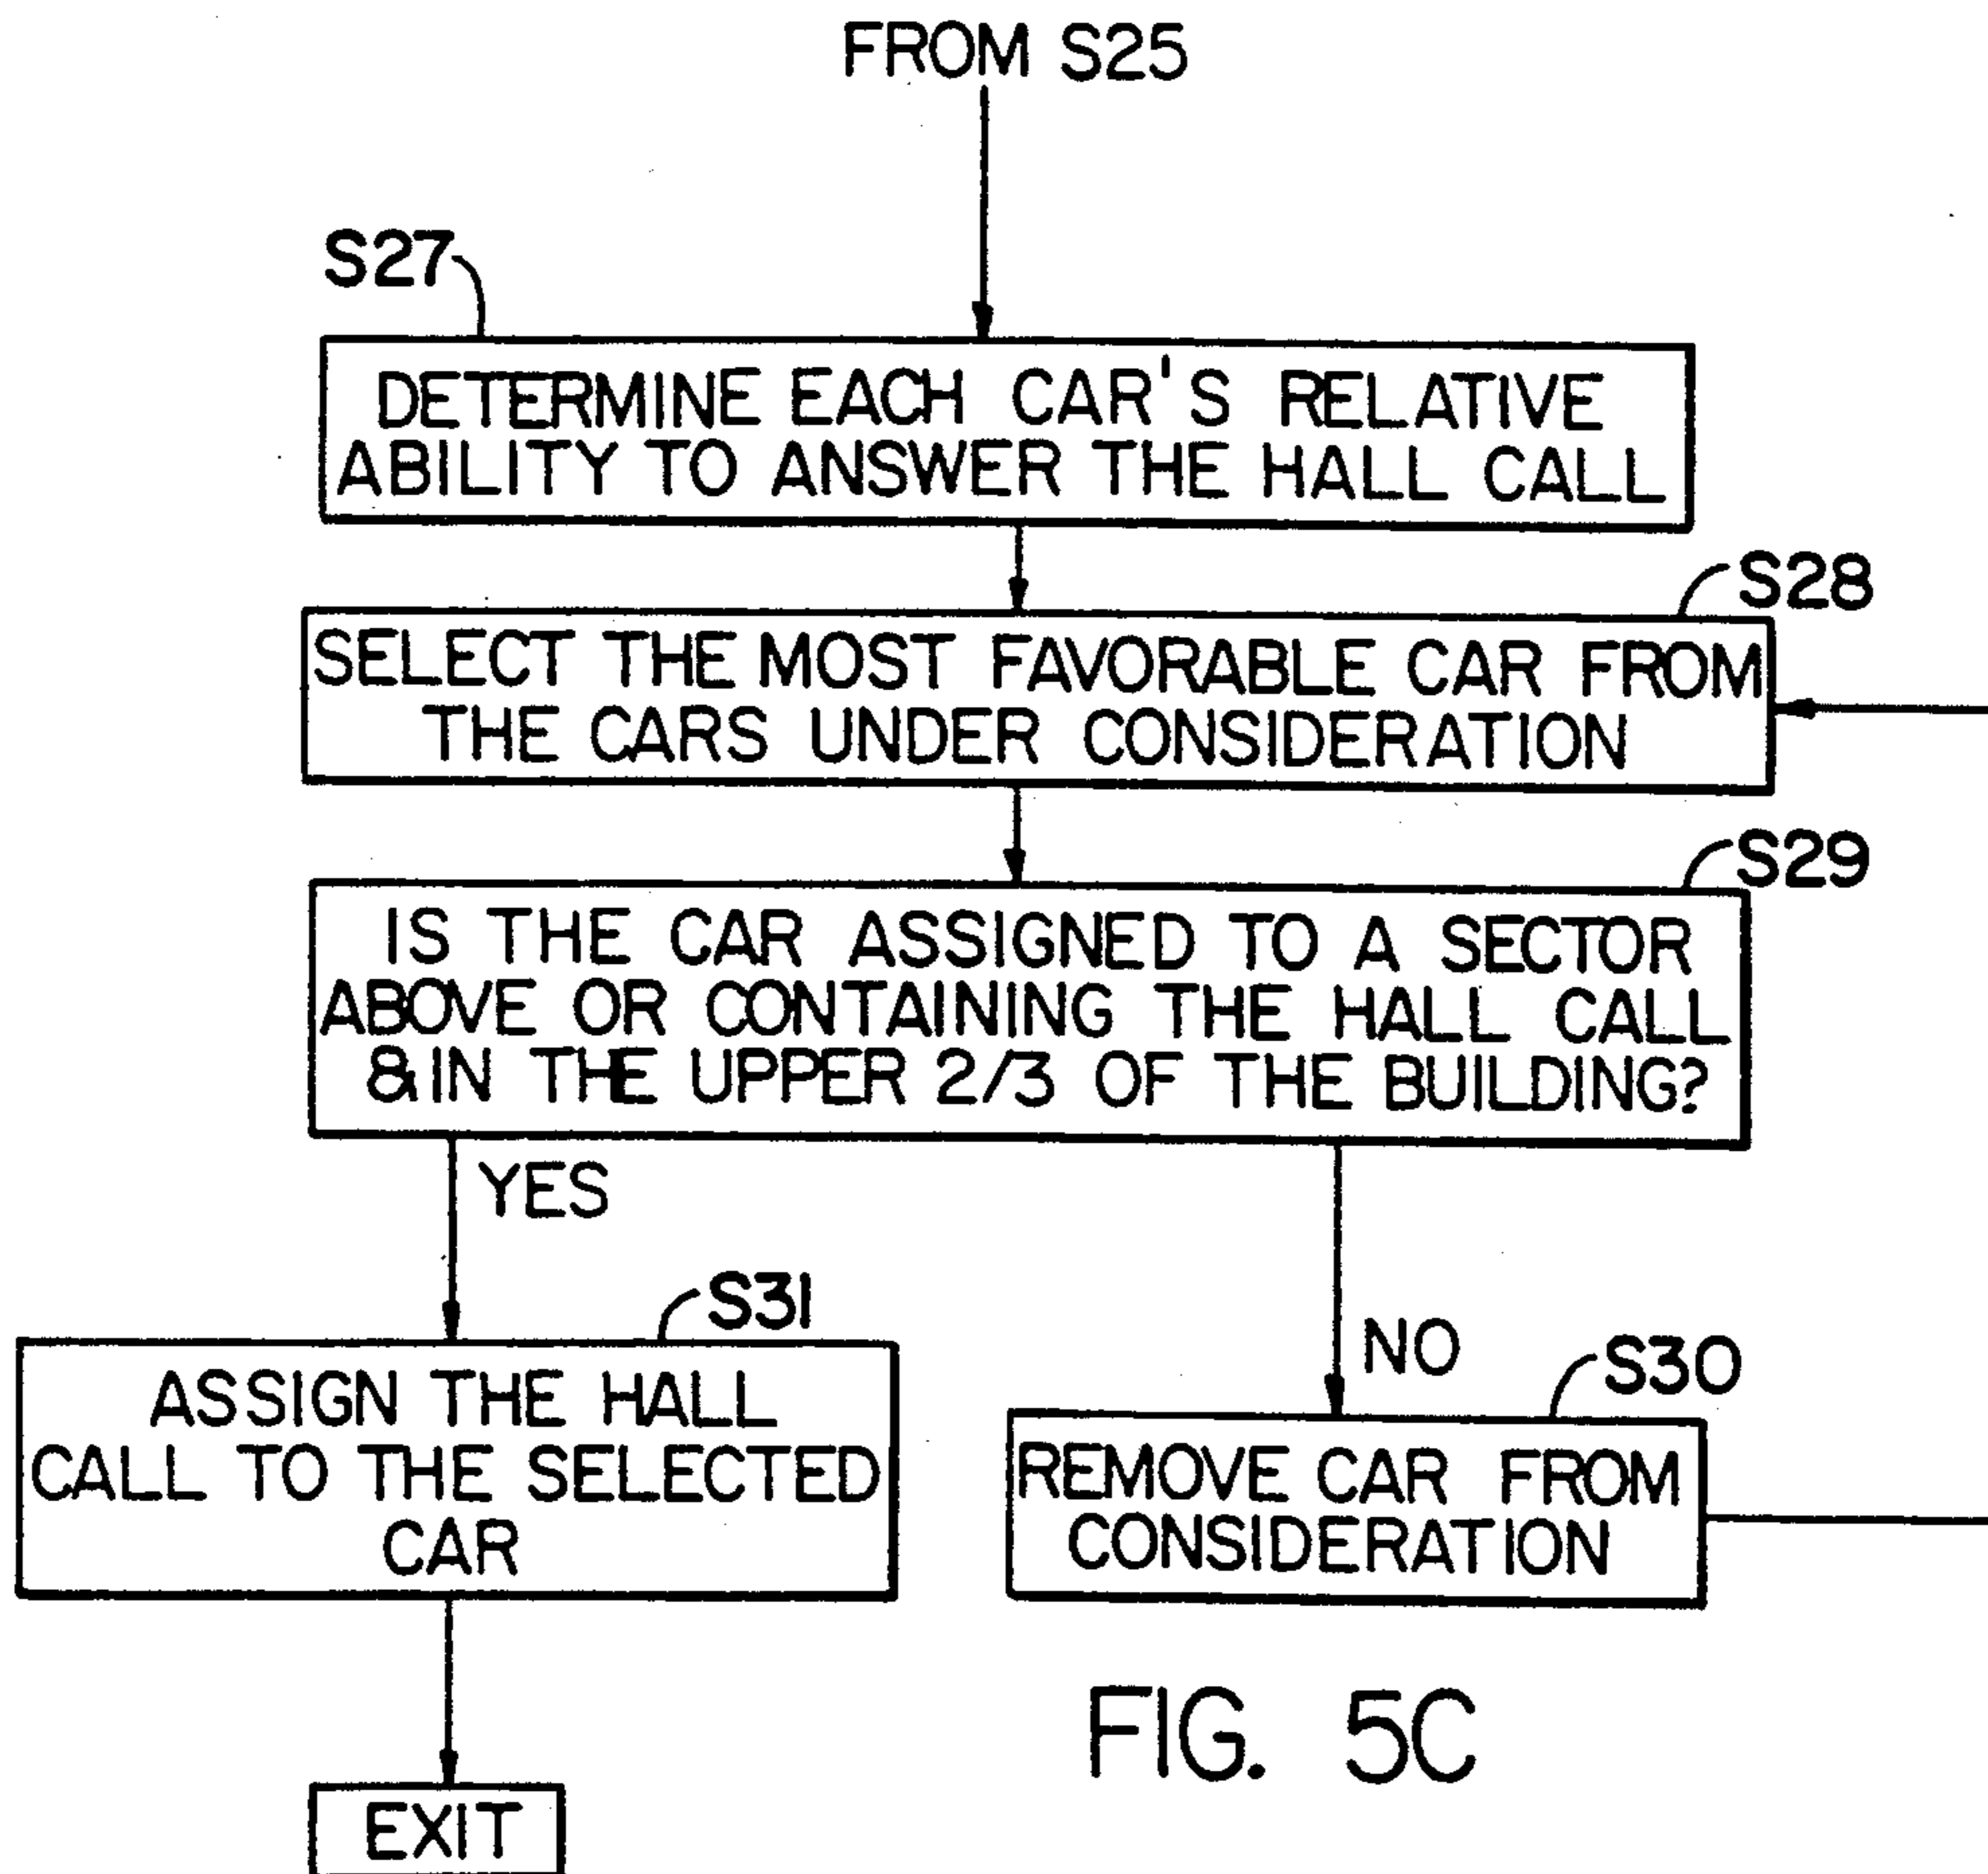 FROM S25
S27
DETERMINE EACH CAR'S RELATIVE
ABILITY TO ANSWER THE HALL CALL
S28
SELECT THE MOST FAVORABLE CAR FROM
THE CARS UNDER CONSIDERATION
S29
IS THE CAR ASSIGNED TO A SECTOR
ABOVE OR CONTAINING THE HALL CALL
& IN THE UPPER 2/3 OF THE BUILDING?
YES
NO
S31
ASSIGN THE HALL
CALL TO THE SELECTED
CAR
S30
REMOVE CAR FROM
CONSIDERATION
EXIT
FIG. 5C